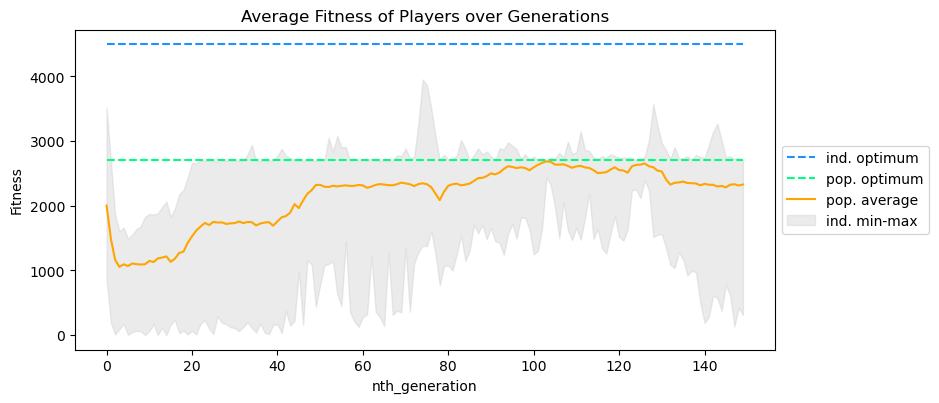 Average Fitness of Players over Generations
Fitness
4000
3000
2000
1000
0
0 20 40 60 80 100 120 140
nth_generation
ind. optimum
pop. optimum
pop. average
ind. min-max